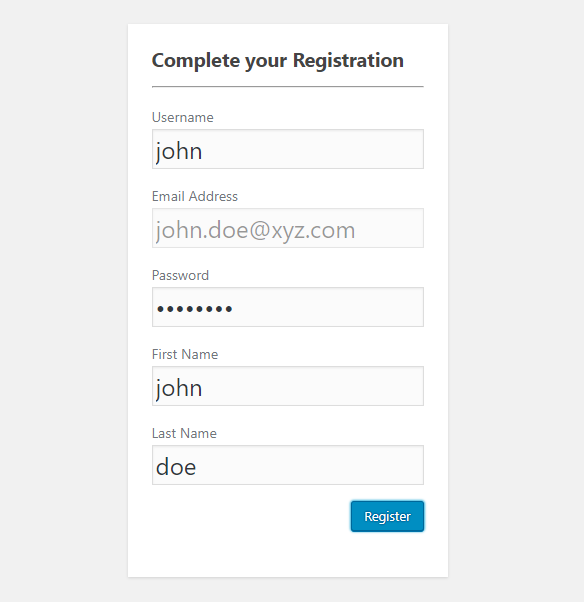 Complete your Registration
Username
john
Email Address
john.doe@xyz.com
Password
••••••••
First Name
john
Last Name
doe
Register